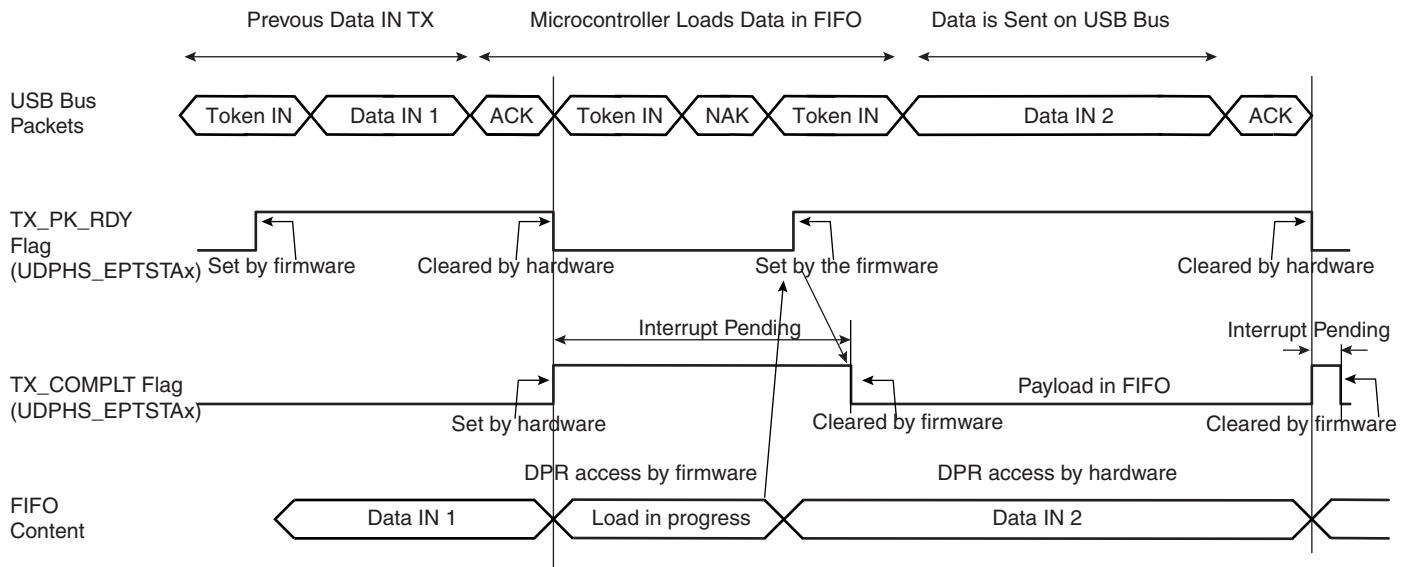 Prevous Data IN TX
Microcontroller Loads Data in FIFO
Data is Sent on USB Bus
USB Bus
Packets
Token IN
Data IN 1
ACK
Token IN
NAK
Token IN
Data IN 2
ACK
TX_PK_RDY
Flag
(UDPHS_EPTSTAx)
Set by firmware
Cleared by hardware
Set by the firmware
Cleared by hardware
Interrupt Pending
Interrupt Pending
TX_COMPLT Flag
(UDPHS_EPTSTAx)
Payload in FIFO
Set by hardware
Cleared by firmware
Cleared by firmware
DPR access by firmware
DPR access by hardware
FIFO
Content
Data IN 1
Load in progress
Data IN 2